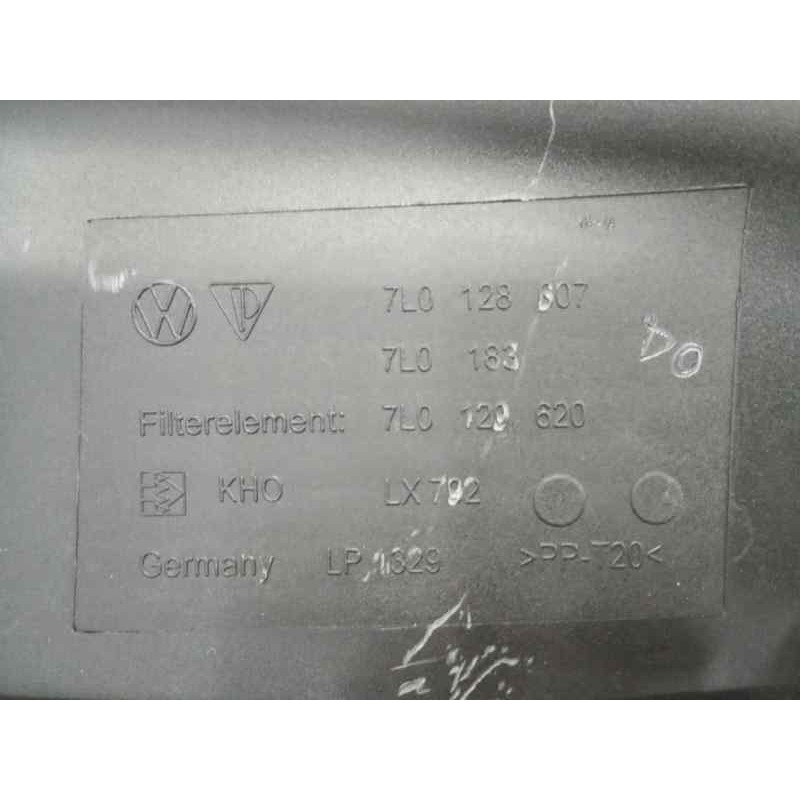 7L0 128 607
7L0 183
DO
Filterelement: 7L0 129 620
KHO LX 792
Germany LP 1329 >PP-T20<